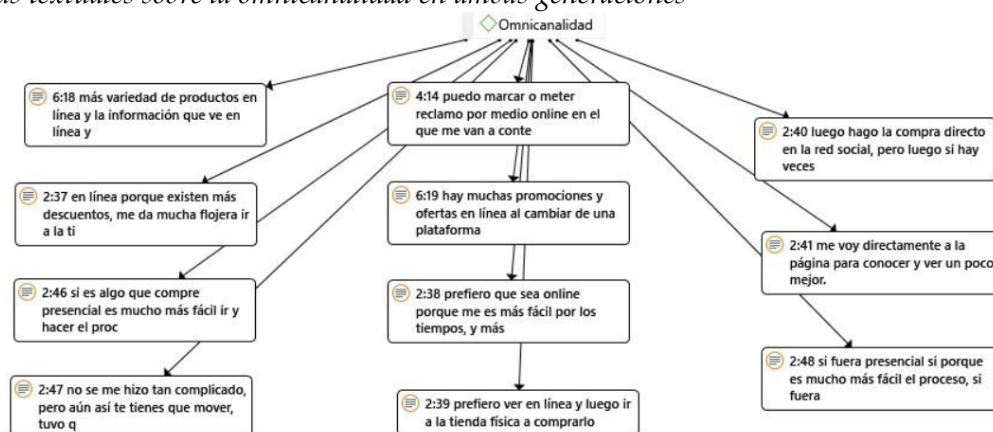 as textuales sobre la omnicanalidad en ambas generaciones
Omnicanalidad
6:18 más variedad de productos en
línea y la información que ve en
línea y
4:14 puedo marcar o meter
reclamo por medio online en el
que me van a conte
2:40 luego hago la compra directo
en la red social, pero luego si hay
veces
2:37 en línea porque existen más
descuentos, me da mucha flojera ir
a la ti
6:19 hay muchas promociones y
ofertas en línea al cambiar de una
plataforma
2:41 me voy directamente a la
página para conocer y ver un poco
mejor.
2:46 si es algo que compre
presencial es mucho más fácil ir y
hacer el proc
2:38 prefiero que sea online
porque me es más fácil por los
tiempos, y más
2:48 si fuera presencial si porque
es mucho más fácil el proceso, si
fuera
2:47 no se me hizo tan complicado,
pero aún así te tienes que mover,
tuvo q
2:39 prefiero ver en línea y luego ir
a la tienda física a comprarlo